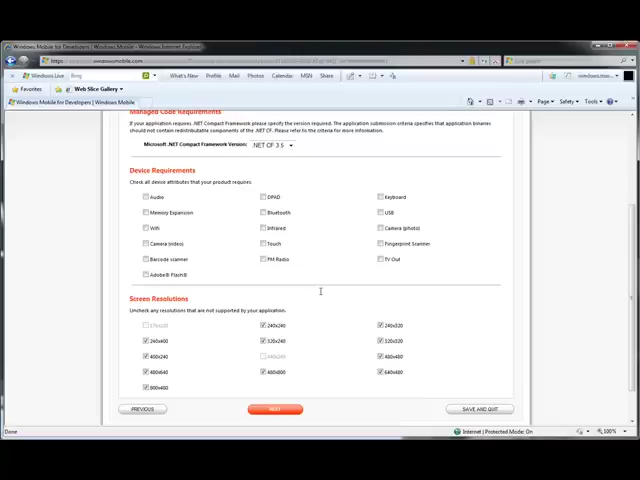 Windows Mobile for Developers | Windows Mobile - Windows Internet Explorer
Windows Live Bing What's New Profile Mail Photos Calendar MSN Share
Favorites Web Slice Gallery
Windows Mobile for Developers | Windows Mobile Page Safety Tools
Managed Code Requirements
If your application requires .NET Compact Framework please specify the version required. The application submission criteria specifies that application binaries
should not contain redistributable components of the .NET CF. Please refer to the criteria for more information.
Microsoft .NET Compact Framework Version: .NET CF 3.5
Device Requirements
Check all device attributes that your product requires.
Audio DPAD Keyboard
Memory Expansion Bluetooth USB
Wifi Infrared Camera (photo)
Camera (video) Touch Fingerprint Scanner
Barcode scanner FM Radio TV Out
Adobe® Flash®
Screen Resolutions
Uncheck any resolutions that are not supported by your application.
240x240 240x320
240x400 320x240 320x320
400x240 480x480
480x640 480x800 640x480
800x480
PREVIOUS NEXT SAVE AND QUIT
Done Internet | Protected Mode: On 100%